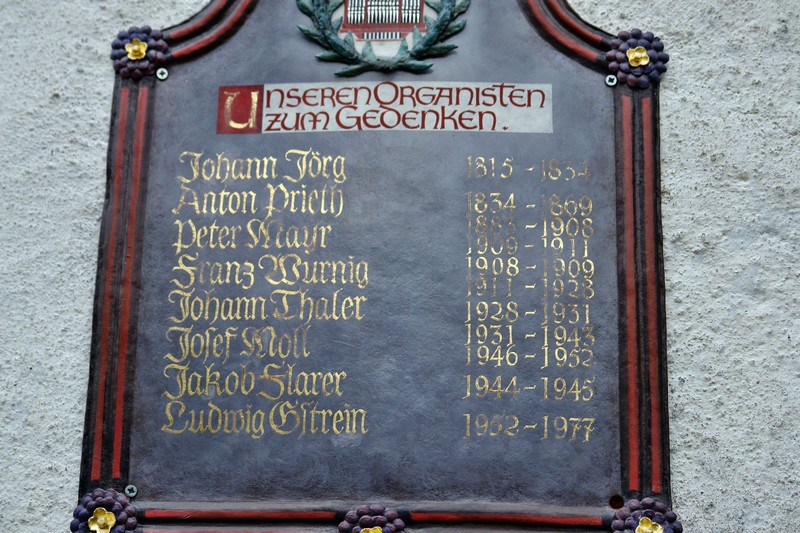 UNSEREN ORGANISTEN
ZUM GEDENKEN.
Johann Jörg 1815 - 1834
Anton Prieth 1834 - 1869
Peter Mayr 1883 - 1908
1909 - 1911
Franz Wurnig 1908 - 1909
1911 - 1928
Johann Thaler 1928 - 1931
Josef Moll 1931 - 1943
1946 - 1952
Jakob Flarer 1944 - 1945
Ludwig Gstrein 1952 - 1977